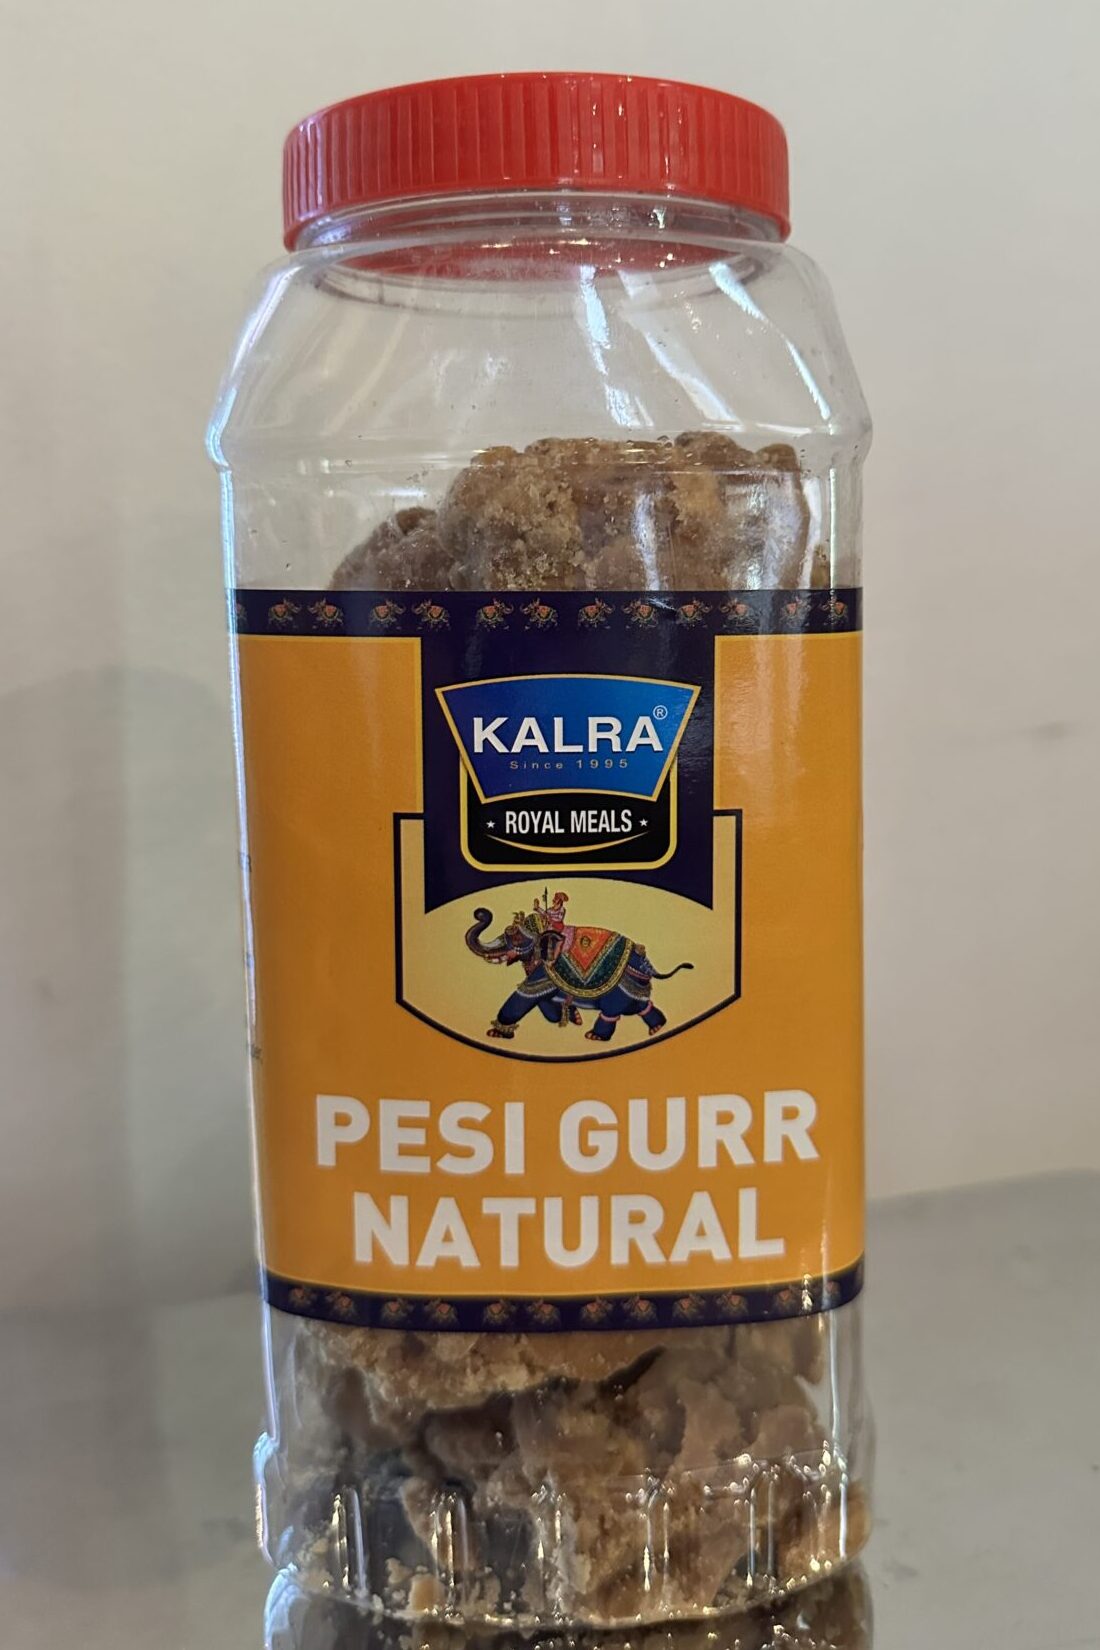 KALRA®
Since 1995
★ ROYAL MEALS ★
PESI GURR
NATURAL